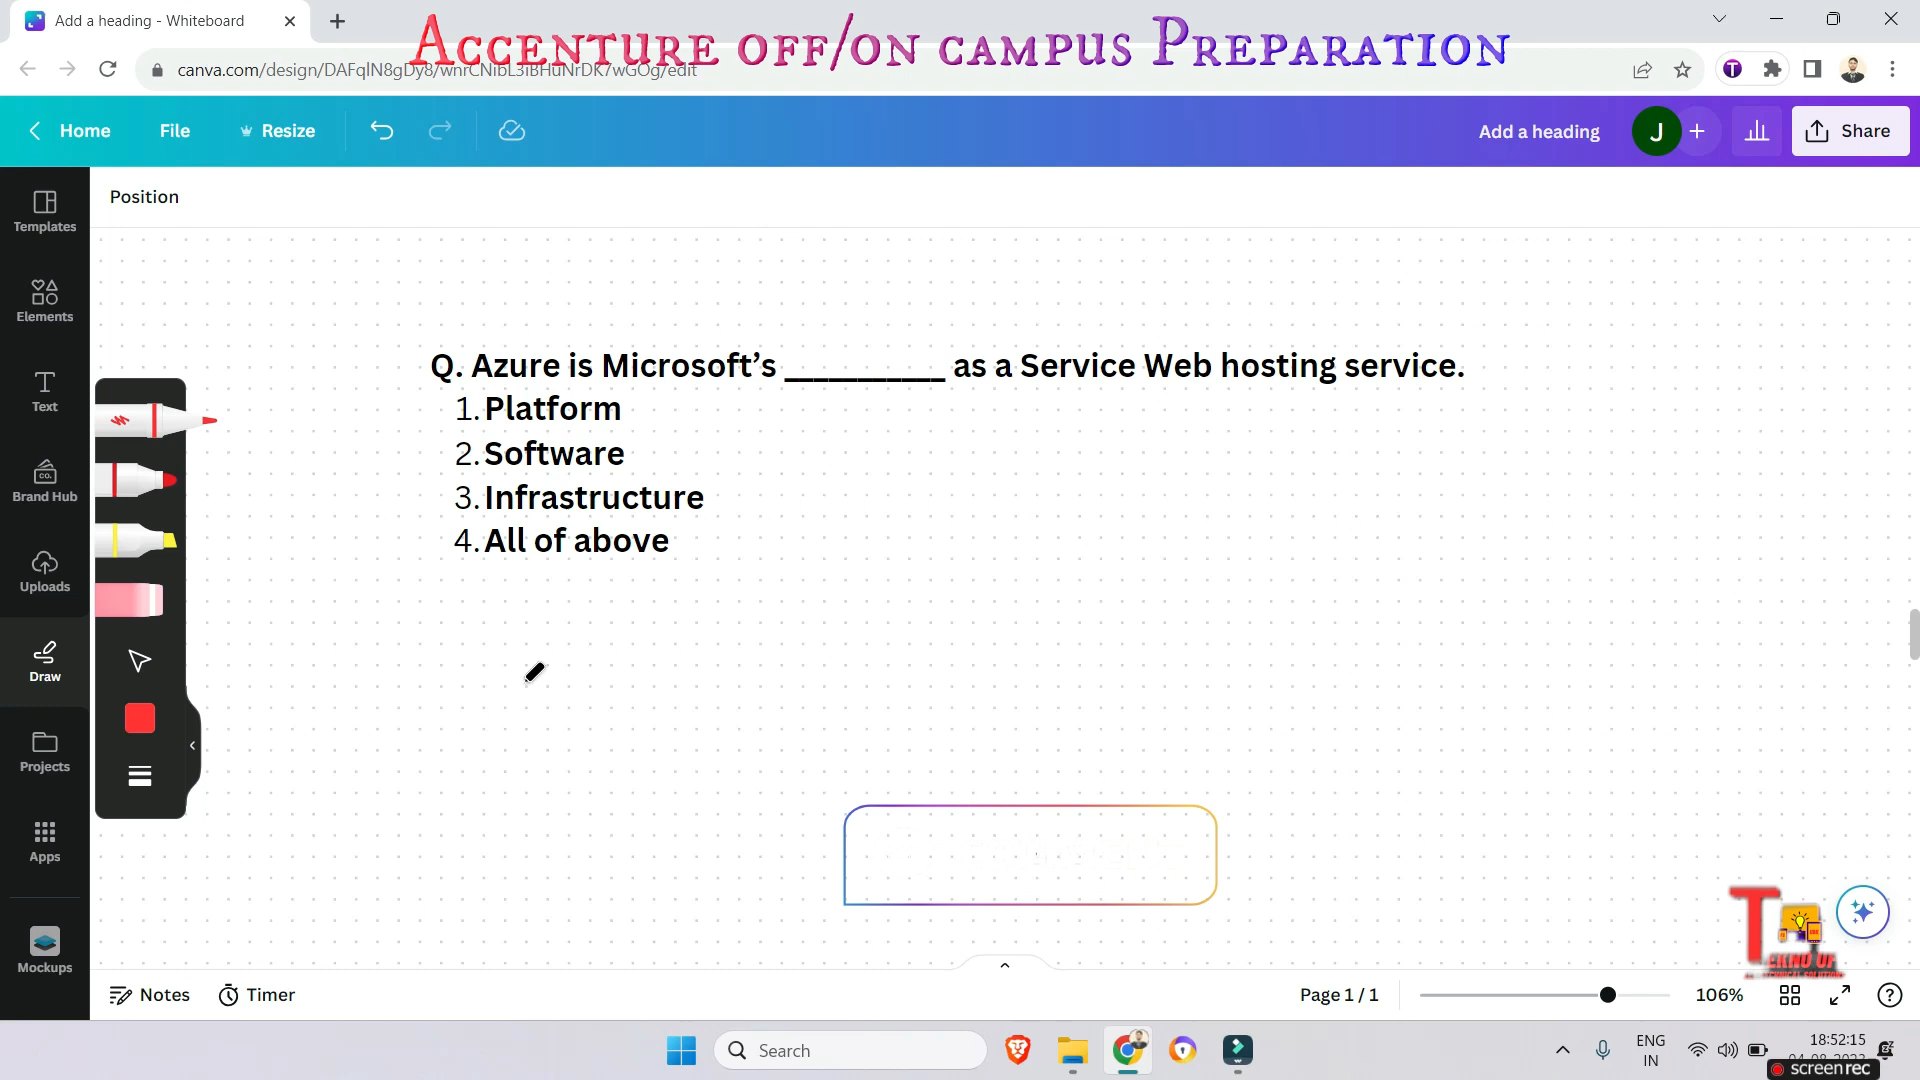 Add a heading - Whiteboard
Accenture off/on campus Preparation
canva.com/design/DAFqlN8gDy8/wnrCNibL3iBHuNrDK7wGOg/edit
Home
File
Resize
Add a heading
J
Share
Position
Templates
Elements
Text
CO.
Brand Hub
Uploads
Draw
Projects
Apps
Mockups
Q. Azure is Microsoft’s ___________ as a Service Web hosting service.
1. Platform
2. Software
3. Infrastructure
4. All of above
Notes
Timer
Page 1 / 1
106%
Search
ENG
IN
18:52:15
screenrec